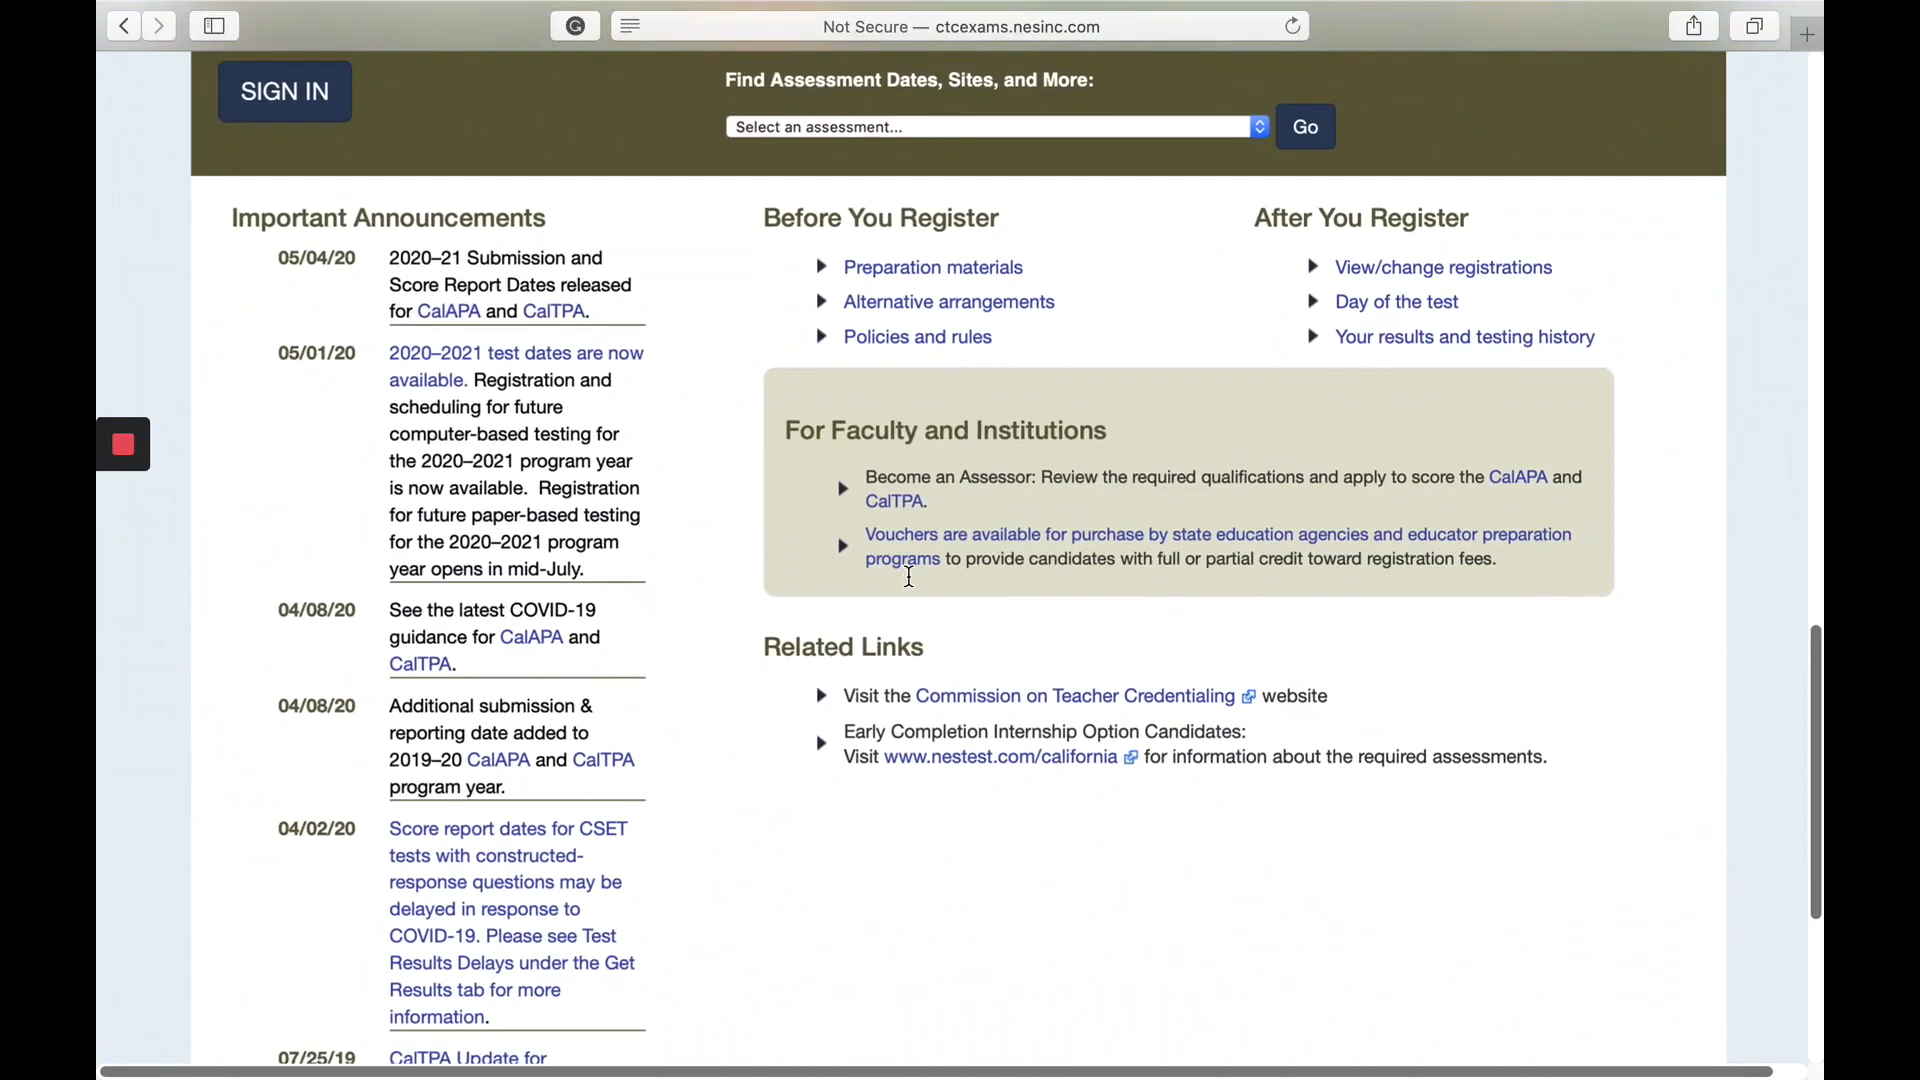 Not Secure — ctcexams.nesinc.com
SIGN IN
Find Assessment Dates, Sites, and More:
Select an assessment...
Go
Important Announcements
05/04/20
2020–21 Submission and
Score Report Dates released
for CalAPA and CalTPA.
05/01/20
2020–2021 test dates are now
available. Registration and
scheduling for future
computer-based testing for
the 2020–2021 program year
is now available.  Registration
for future paper-based testing
for the 2020–2021 program
year opens in mid-July.
04/08/20
See the latest COVID-19
guidance for CalAPA and
CalTPA.
04/08/20
Additional submission &
reporting date added to
2019–20 CalAPA and CalTPA
program year.
04/02/20
Score report dates for CSET
tests with constructed-
response questions may be
delayed in response to
COVID-19. Please see Test
Results Delays under the Get
Results tab for more
information.
07/25/19
CalTPA Update for
Before You Register
Preparation materials
Alternative arrangements
Policies and rules
After You Register
View/change registrations
Day of the test
Your results and testing history
For Faculty and Institutions
Become an Assessor: Review the required qualifications and apply to score the CalAPA and
CalTPA.
Vouchers are available for purchase by state education agencies and educator preparation
programs to provide candidates with full or partial credit toward registration fees.
Related Links
Visit the Commission on Teacher Credentialing website
Early Completion Internship Option Candidates:
Visit www.nestest.com/california for information about the required assessments.